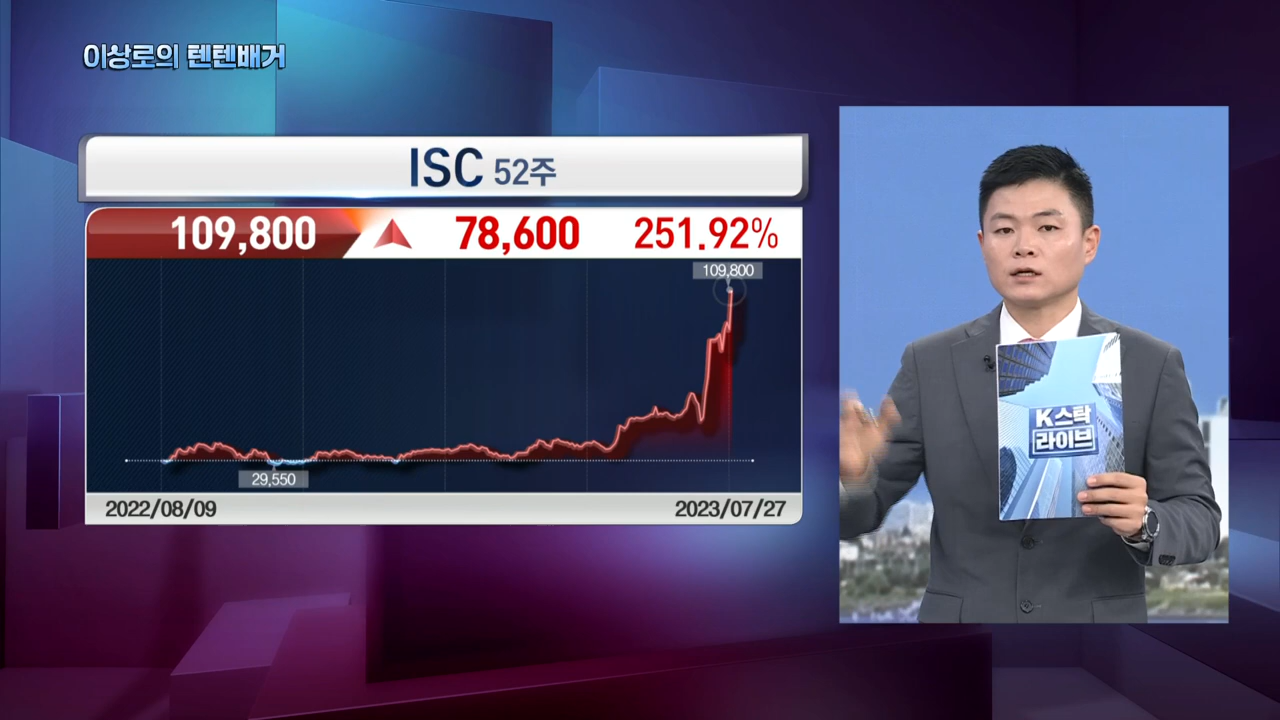 이상로의 텐텐배거
ISC 52주
109,800 ▲ 78,600 251.92%
109,800
29,550
2022/08/09 2023/07/27
K스탁
라이브